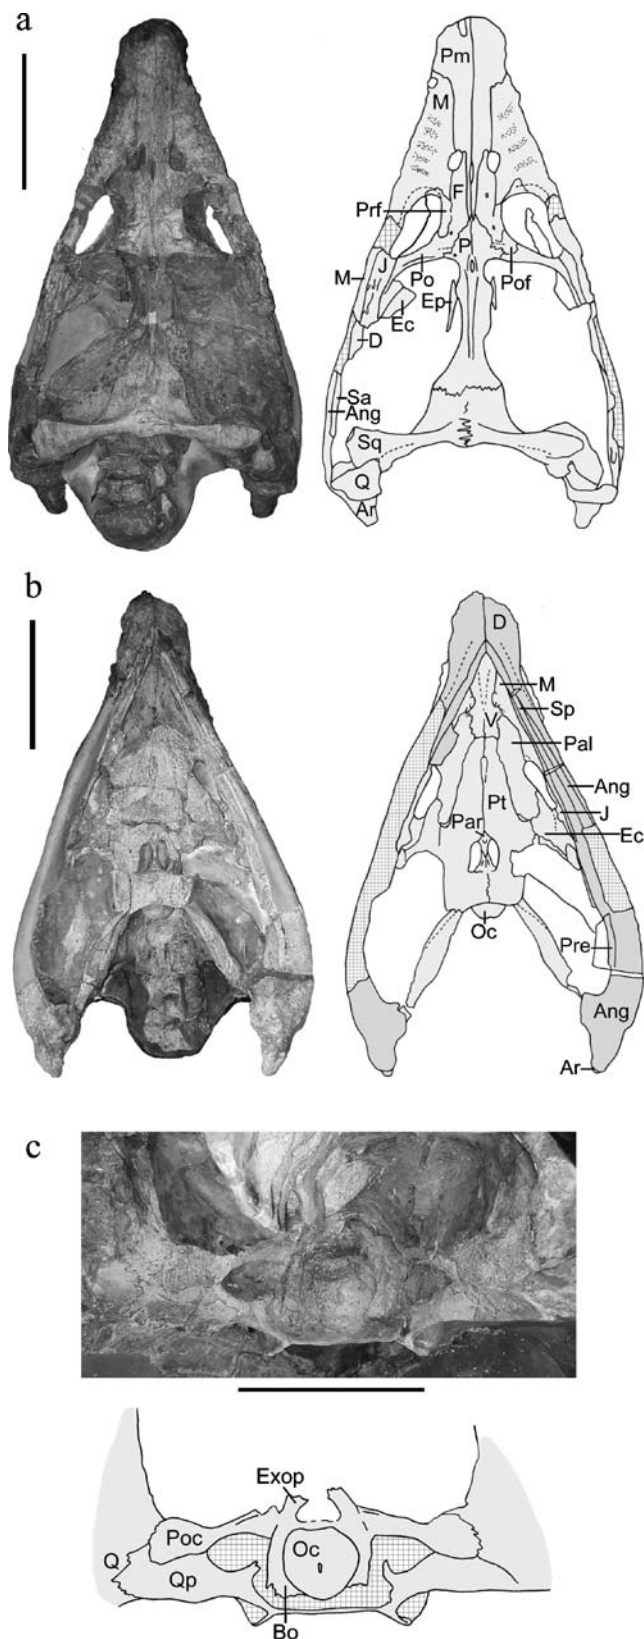 a
Pm
M
F
Prf
P
J
M
Po
Pof
Ep
Ec
D
Sa
Ang
Sq
Q
Ar
b
D
M
Sp
V
Pal
Ang
Pt
J
Par
Ec
Oc
Pre
Ang
Ar
c
Exop
Poc
Oc
Q
Qp
Bo